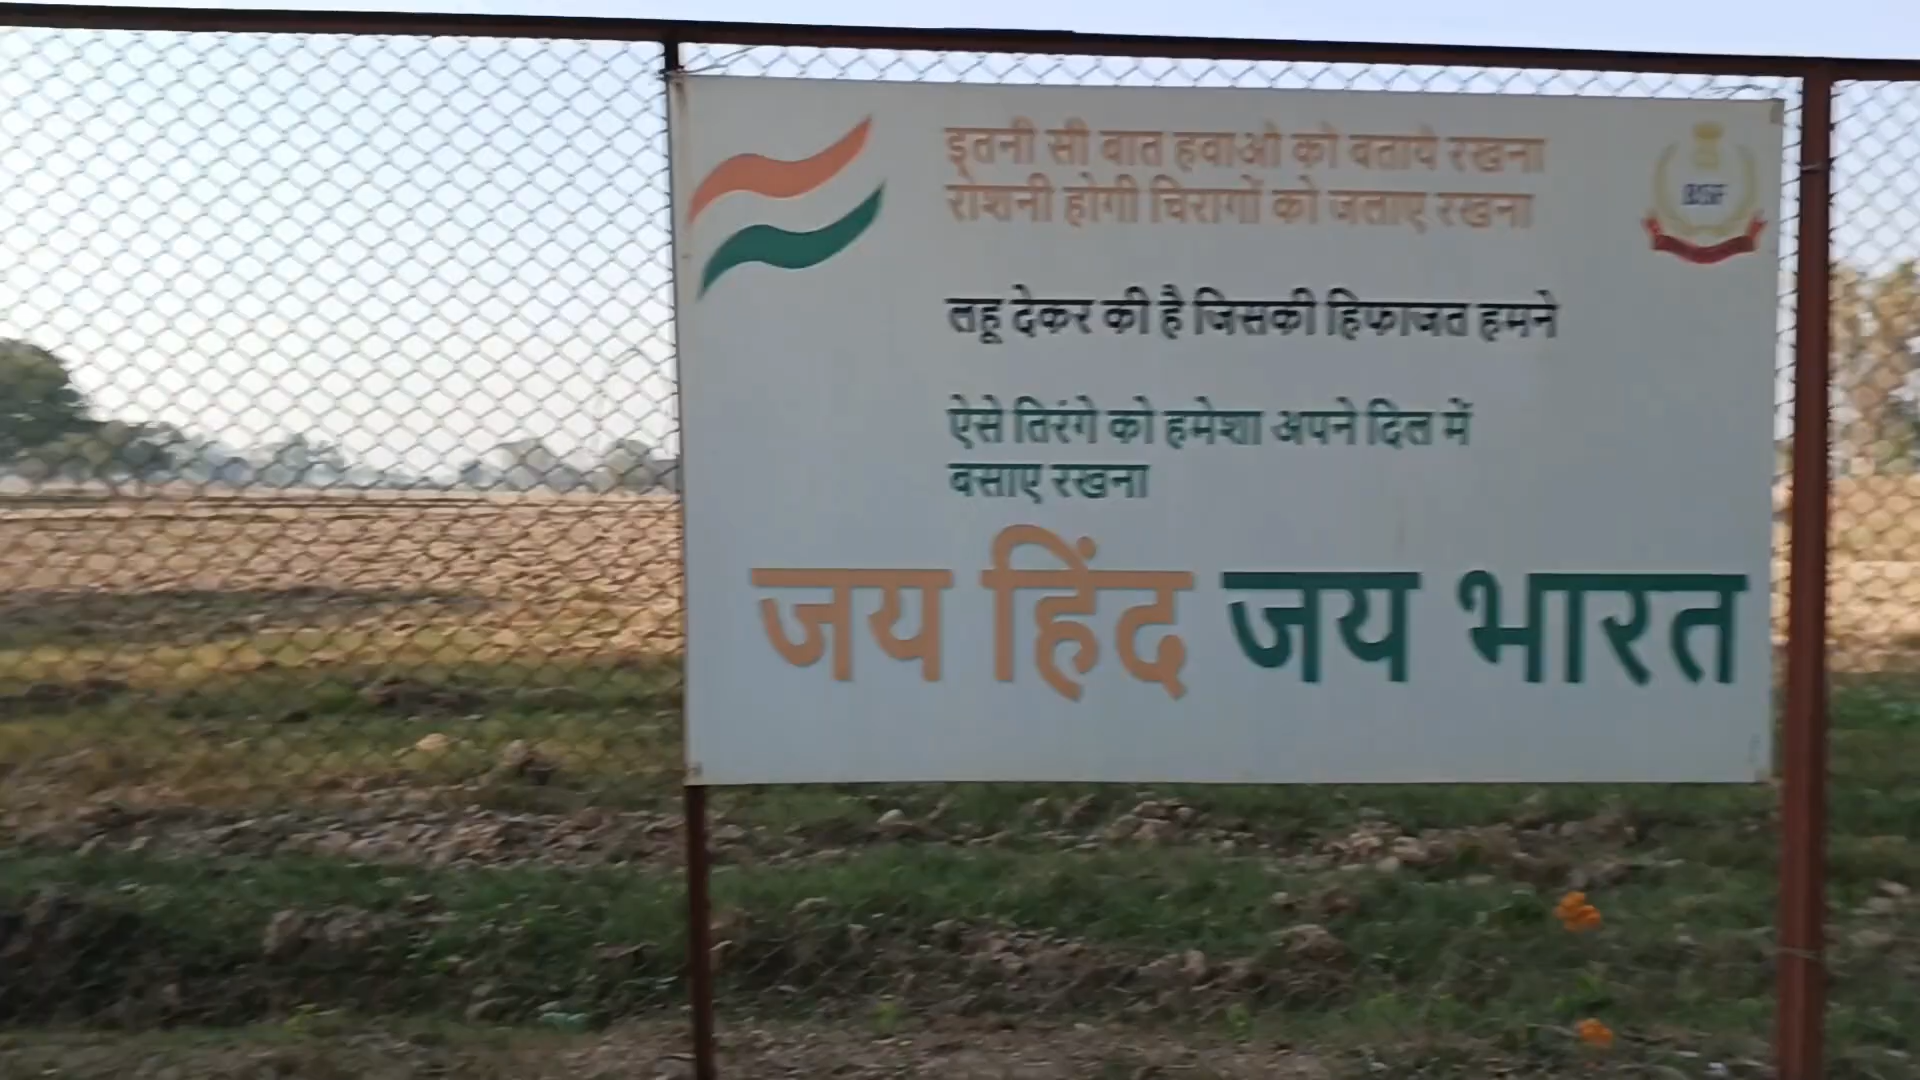 इतनी सी बात हवाओ को बताये रखना
रोशनी होगी चिरागों को जलाए रखना
BSF
लहू देकर की है जिसकी हिफाजत हमने
ऐसे तिरंगे को हमेशा अपने दिल में
बसाए रखना
जय हिंद जय भारत